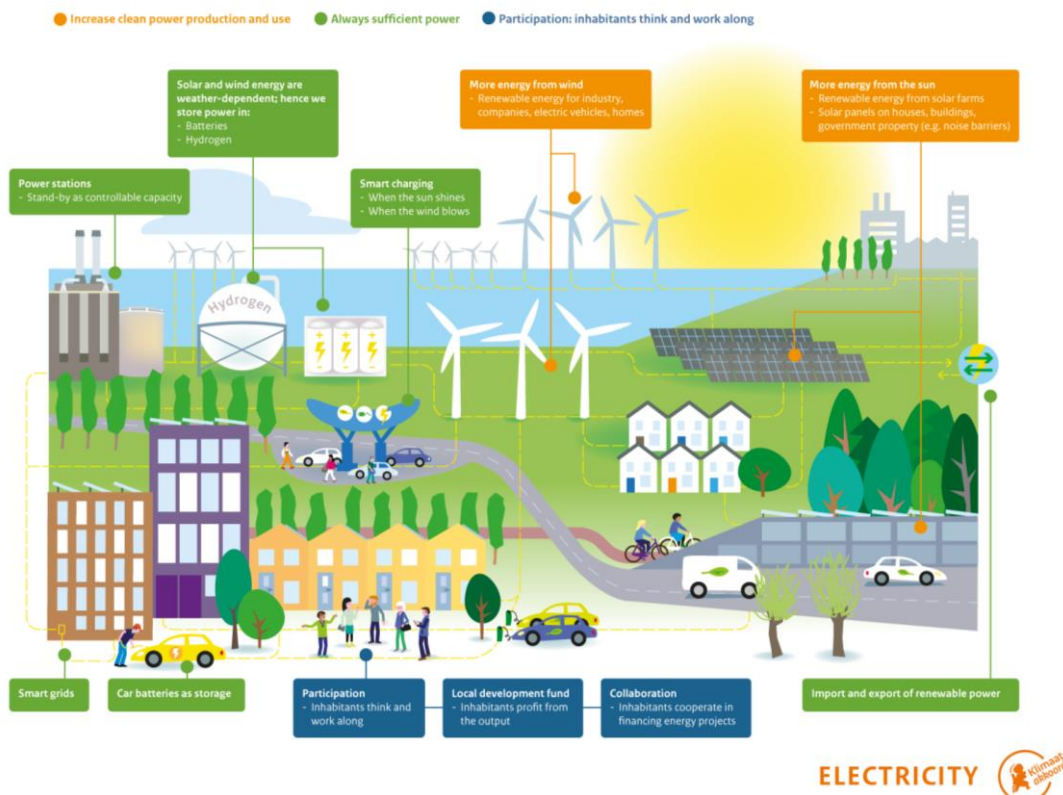 Increase clean power production and use
Always sufficient power
Participation: inhabitants think and work along
Solar and wind energy are
weather-dependent; hence we
store power in:
- Batteries
- Hydrogen
More energy from wind
- Renewable energy for industry,
companies, electric vehicles, homes
More energy from the sun
- Renewable energy from solar farms
- Solar panels on houses, buildings,
government property (e.g. noise barriers)
Power stations
- Stand-by as controllable capacity
Smart charging
- When the sun shines
- When the wind blows
Hydrogen
Smart grids
Car batteries as storage
Participation
- Inhabitants think and
work along
Local development fund
- Inhabitants profit from
the output
Collaboration
- Inhabitants cooperate in
financing energy projects
Import and export of renewable power
ELECTRICITY
Klimaat
akkoord